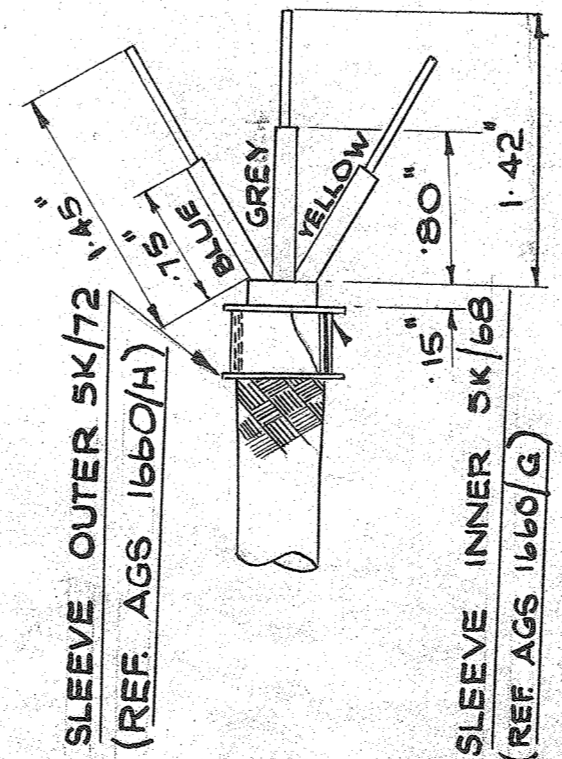 SLEEVE OUTER 5K/72
(REF. AGS 1660/H)
1.45"
.75"
BLUE
GREY
YELLOW
.80"
1.42"
.15"
SLEEVE INNER 5K/68
(REF. AGS 1660/G)